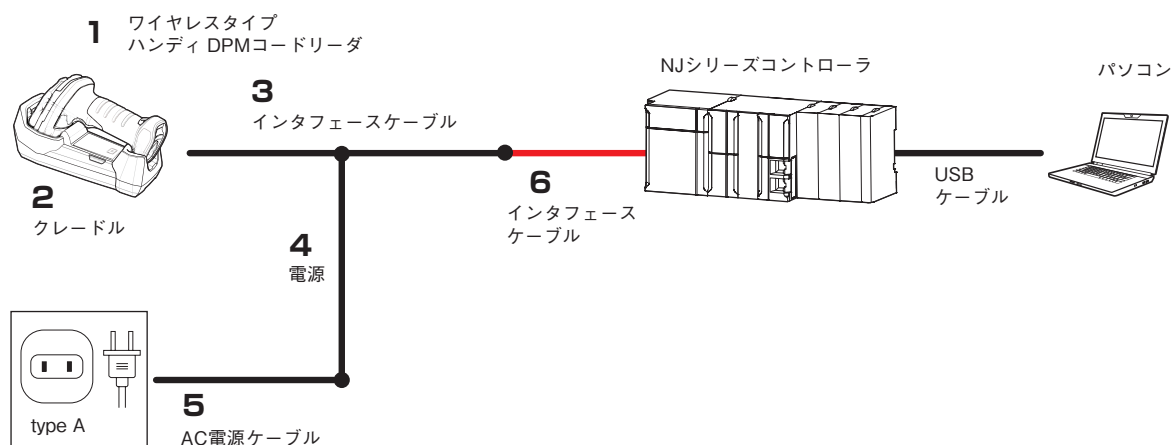 1
ワイヤレスタイプ
ハンディ DPMコードリーダ
2
クレードル
3
インタフェースケーブル
4
電源
type A
5
AC電源ケーブル
6
インタフェース
ケーブル
NJシリーズコントローラ
USB
ケーブル
パソコン